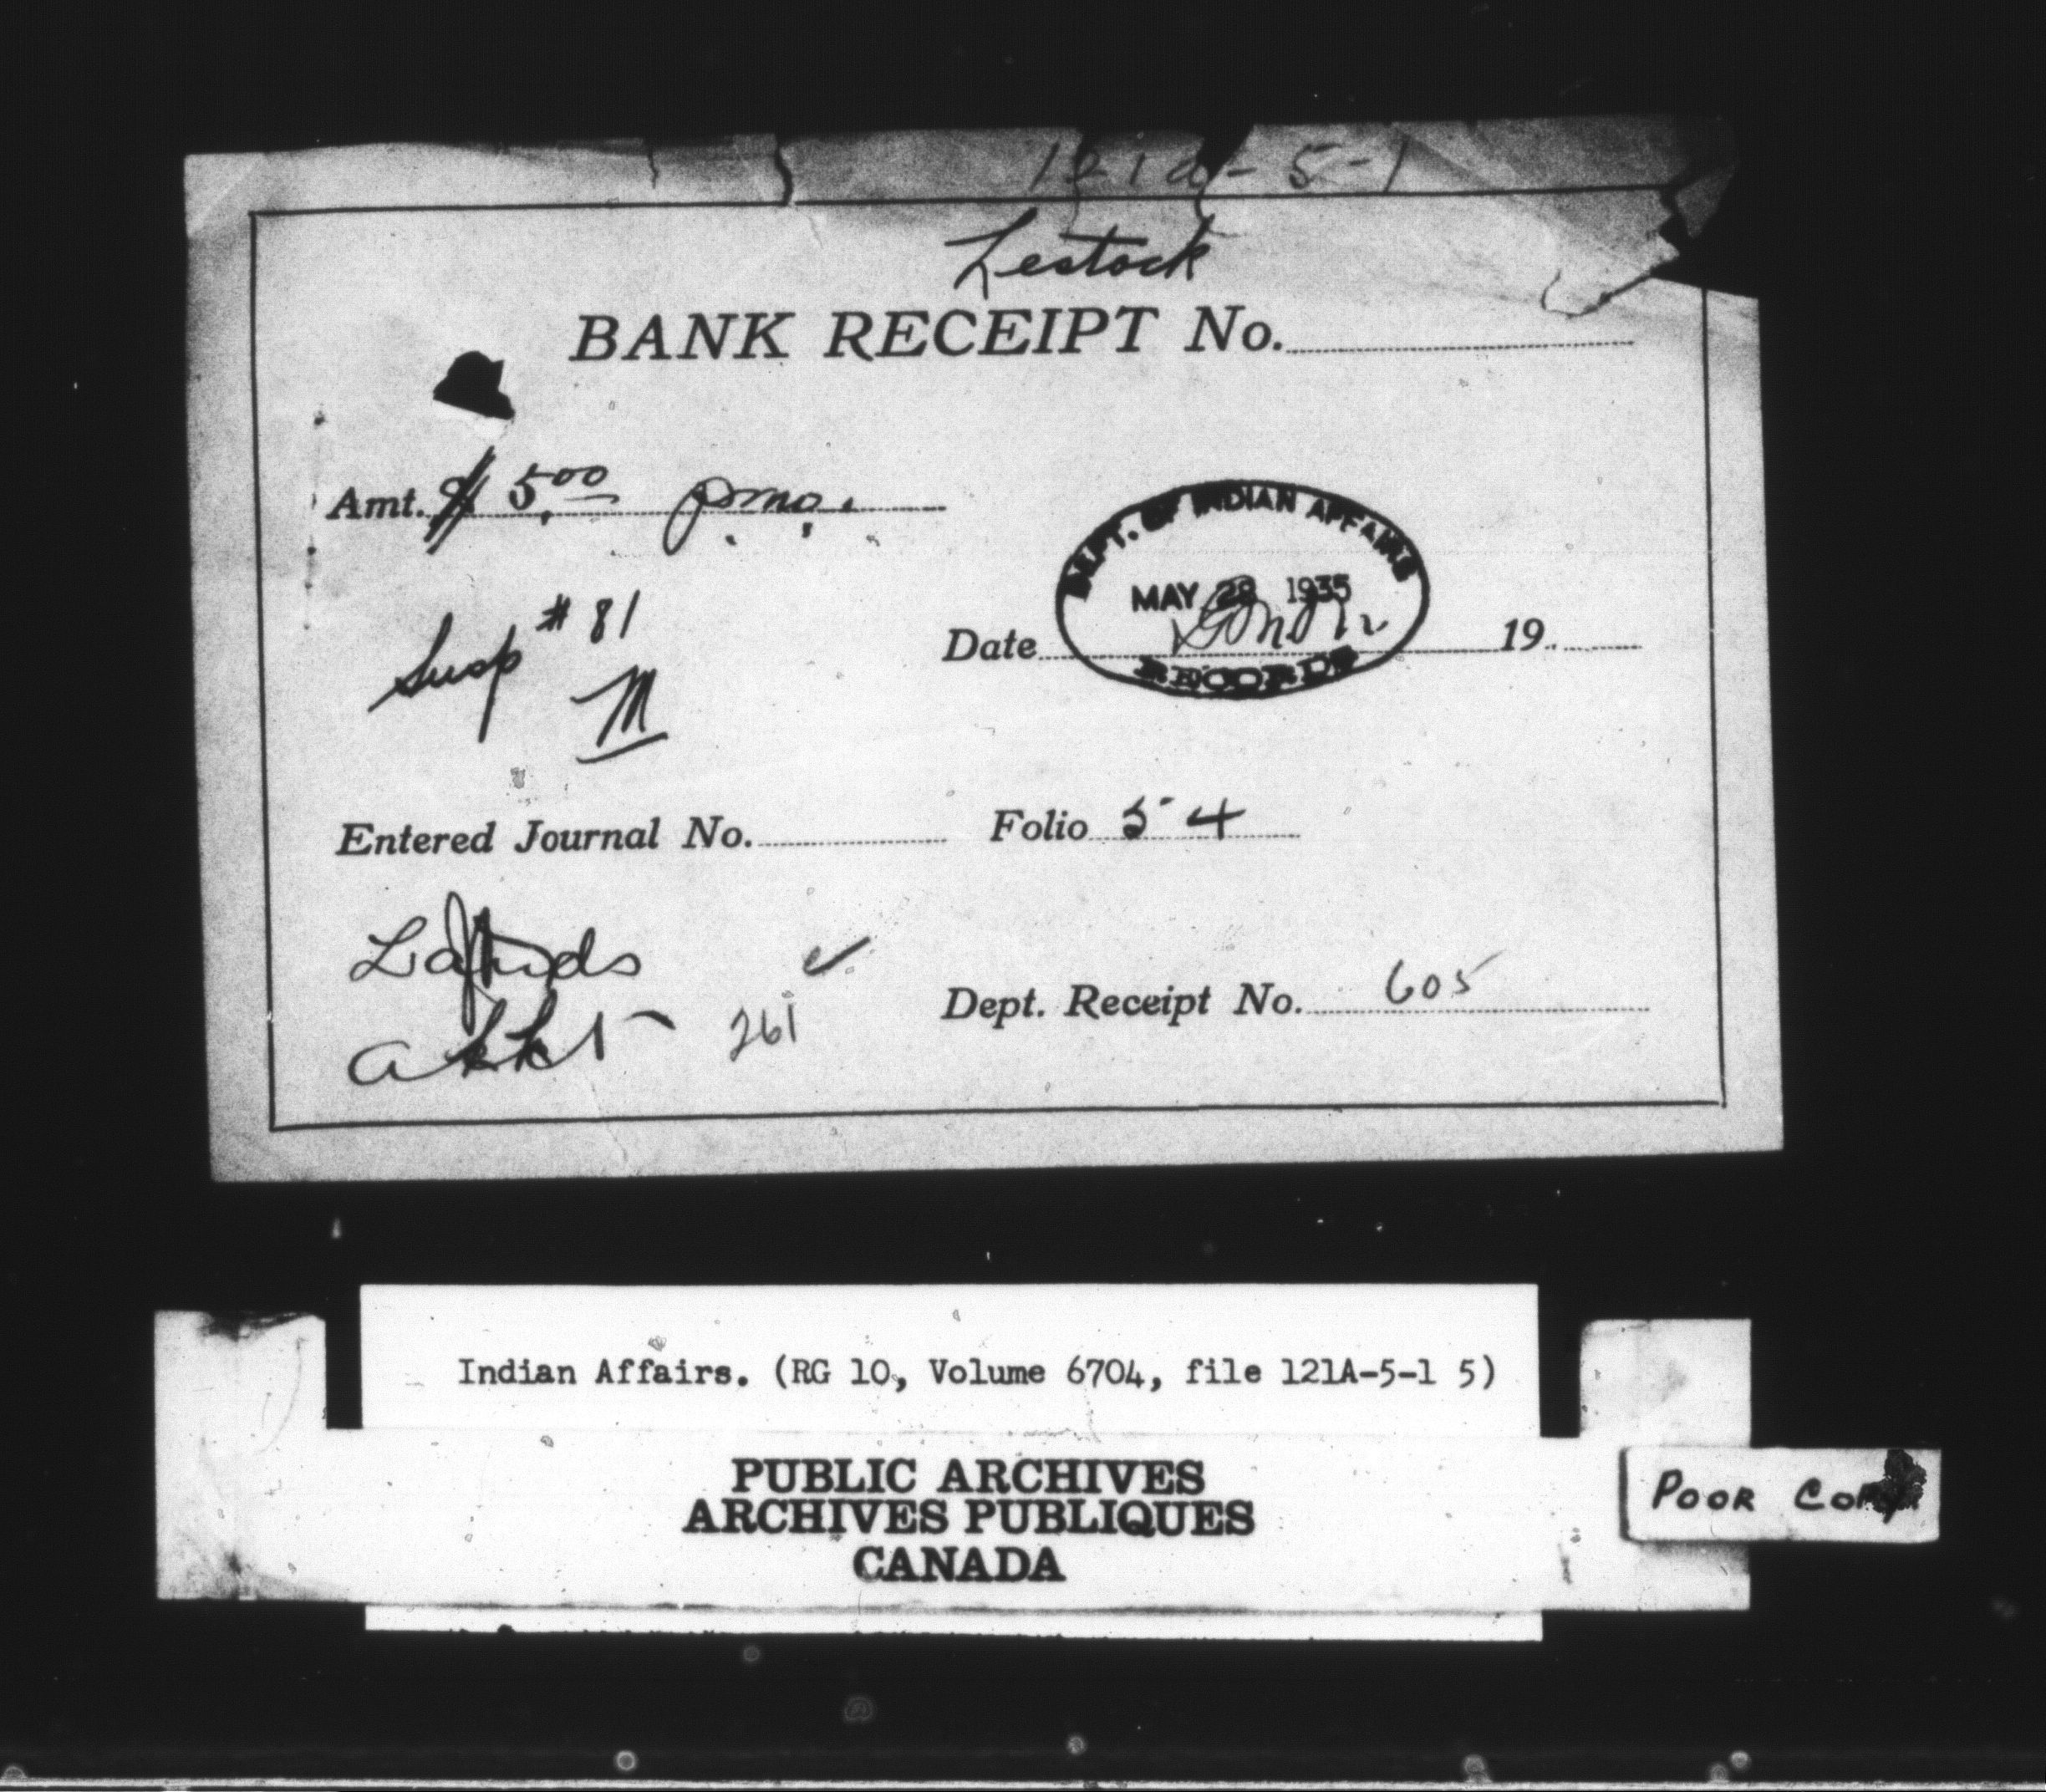 121a-5-1
Lestock
BANK RECEIPT No.
Amt. $ 5.00 p.m.o.
DEPT. OF INDIAN AFFAIRS
MAY 28 1935
RECORDS
Date 19
Susp #81
M
Entered Journal No. Folio 54
261
Dept. Receipt No. 605
Indian Affairs. (RG 10, Volume 6704, file 121A-5-1 5)
PUBLIC ARCHIVES
ARCHIVES PUBLIQUES
CANADA
POOR COPY